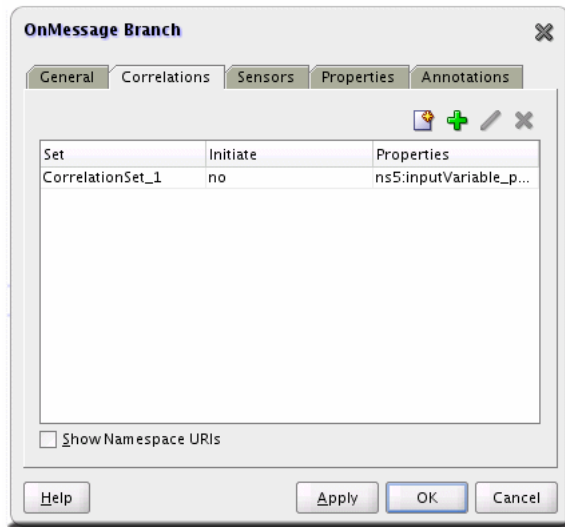 OnMessage Branch
General Correlations Sensors Properties Annotations
Set Initiate Properties
CorrelationSet_1 no ns5:inputVariable_p...
Show Namespace URIs
Help Apply OK Cancel